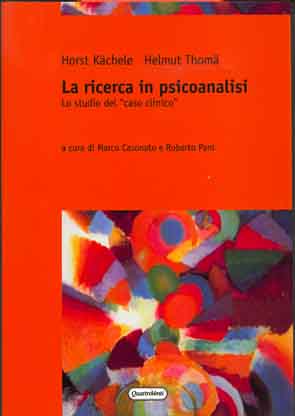 Horst Kächele Helmut Thomä
La ricerca in psicoanalisi
Lo studio del "caso clinico"
a cura di Marco Casonato e Roberto Pani
QuattroVenti